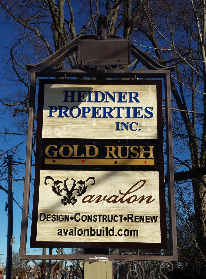 HEIDNER
PROPERTIES
INC.
GOLD RUSH
avalon
DESIGN•CONSTRUCT•RENEW
avalonbuild.com